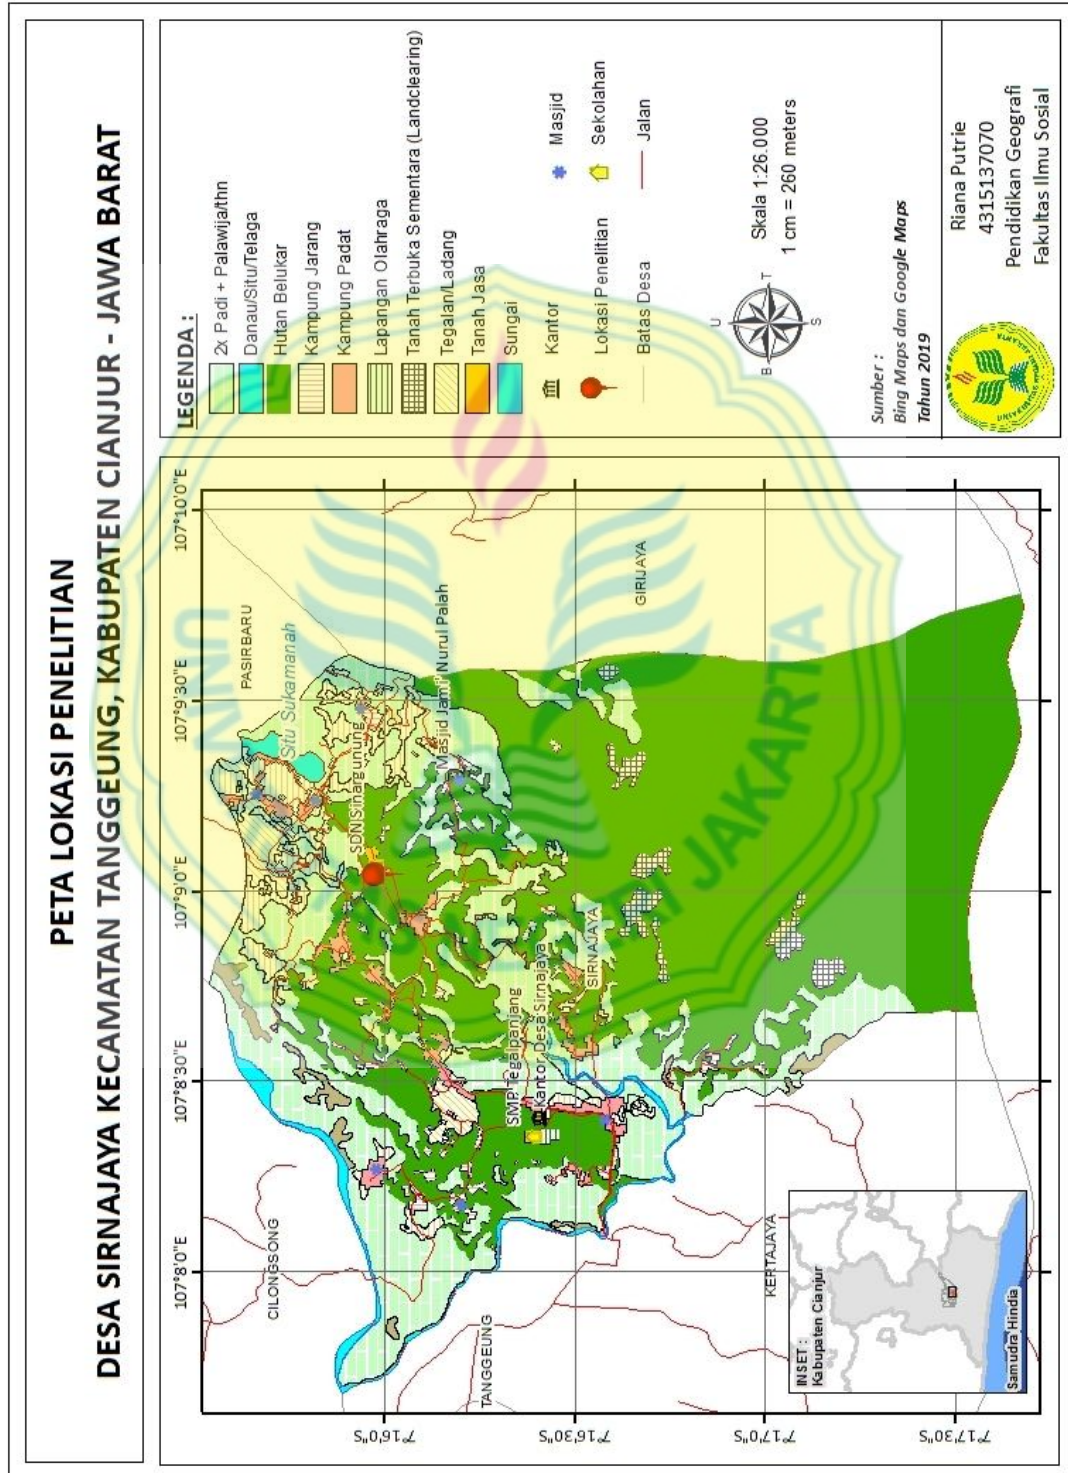 PETA LOKASI PENELITIAN
DESA SIRNAJAYA KECAMATAN TANGGEUNG, KABUPATEN CIANJUR - JAWA BARAT
107°8'0"E
107°8'30"E
107°9'0"E
107°9'30"E
107°10'0"E
7°16'0"S
7°16'30"S
7°17'0"S
7°17'30"S
CILONGSONG
PASIRBARU
Situ Sukamanah
SDN Sinargunung
Masjid Jami' Nurul Palah
TANGGEUNG
SMP Tegalpanjang
Kantor Desa Sirnajaya
SIRNAJAYA
GIRIJAYA
KERTAJAYA
INSET :
Kabupaten Cianjur
Samudra Hindia
LEGENDA :
2x Padi + Palawija/thn
Danau/Situ/Telaga
Hutan Belukar
Kampung Jarang
Kampung Padat
Lapangan Olahraga
Tanah Terbuka Sementara (Landclearing)
Tegalan/Ladang
Tanah Jasa
Sungai
Kantor
Masjid
Lokasi Penelitian
Sekolahan
Batas Desa
Jalan
U
B
T
S
Skala 1:26.000
1 cm = 260 meters
Sumber :
Bing Maps dan Google Maps
Tahun 2019
Riana Putrie
4315137070
Pendidikan Geografi
Fakultas Ilmu Sosial
JAKARTA